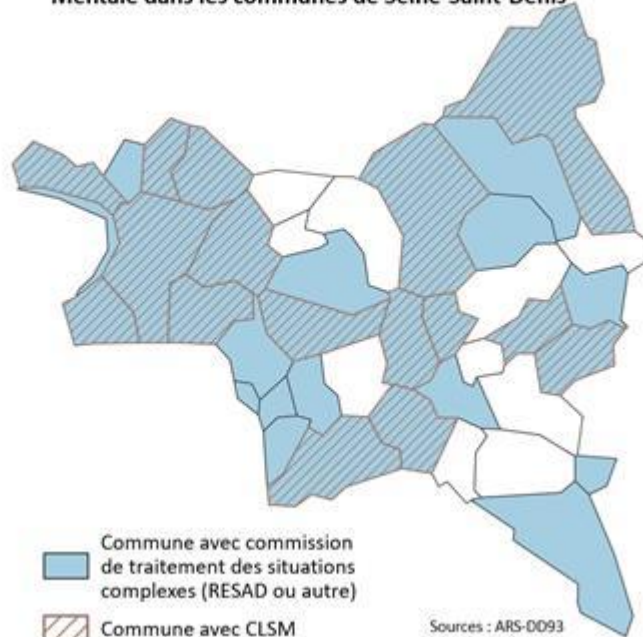 Mentale dans les communes de Seine-Saint-Denis
Commune avec commission
de traitement des situations
complexes (RESAD ou autre)
Commune avec CLSM
Sources : ARS-DD93